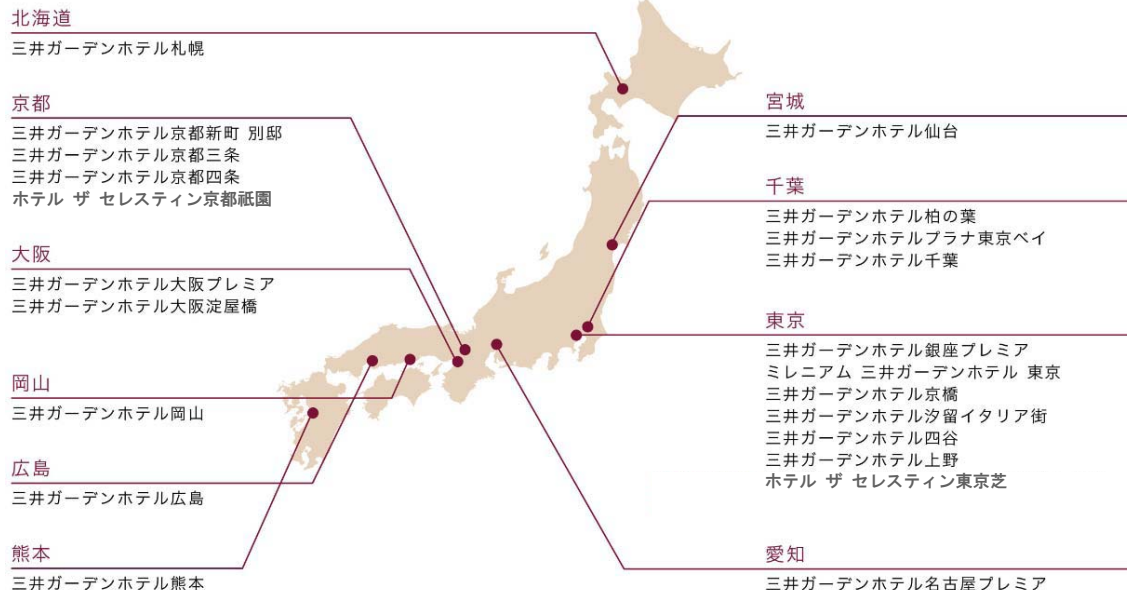 北海道
三井ガーデンホテル札幌
京都
三井ガーデンホテル京都新町 別邸
三井ガーデンホテル京都三条
三井ガーデンホテル京都四条
ホテル ザ セレスティン京都祇園
大阪
三井ガーデンホテル大阪プレミア
三井ガーデンホテル大阪淀屋橋
岡山
三井ガーデンホテル岡山
広島
三井ガーデンホテル広島
熊本
三井ガーデンホテル熊本
宮城
三井ガーデンホテル仙台
千葉
三井ガーデンホテル柏の葉
三井ガーデンホテルプラナ東京ベイ
三井ガーデンホテル千葉
東京
三井ガーデンホテル銀座プレミア
ミレニアム 三井ガーデンホテル 東京
三井ガーデンホテル京橋
三井ガーデンホテル汐留イタリア街
三井ガーデンホテル四谷
三井ガーデンホテル上野
ホテル ザ セレスティン東京芝
愛知
三井ガーデンホテル名古屋プレミア